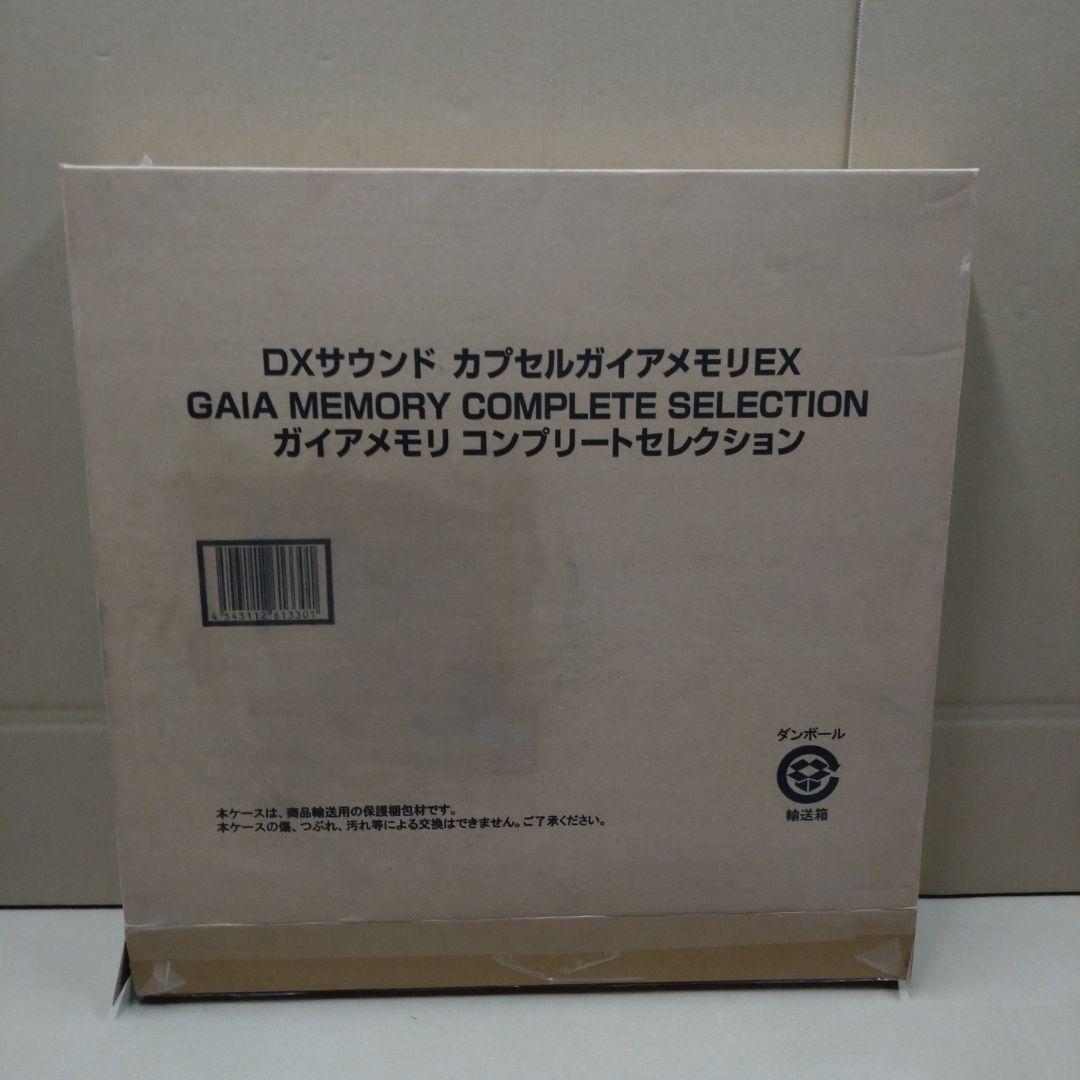 DXサウンド カプセルガイアメモリEX
GAIA MEMORY COMPLETE SELECTION
ガイアメモリ コンプリートセレクション
4 543112 613301
ダンボール
輸送箱
本ケースは、商品輸送用の保護梱包材です。
本ケースの傷、つぶれ、汚れ等による交換はできません。ご了承ください。